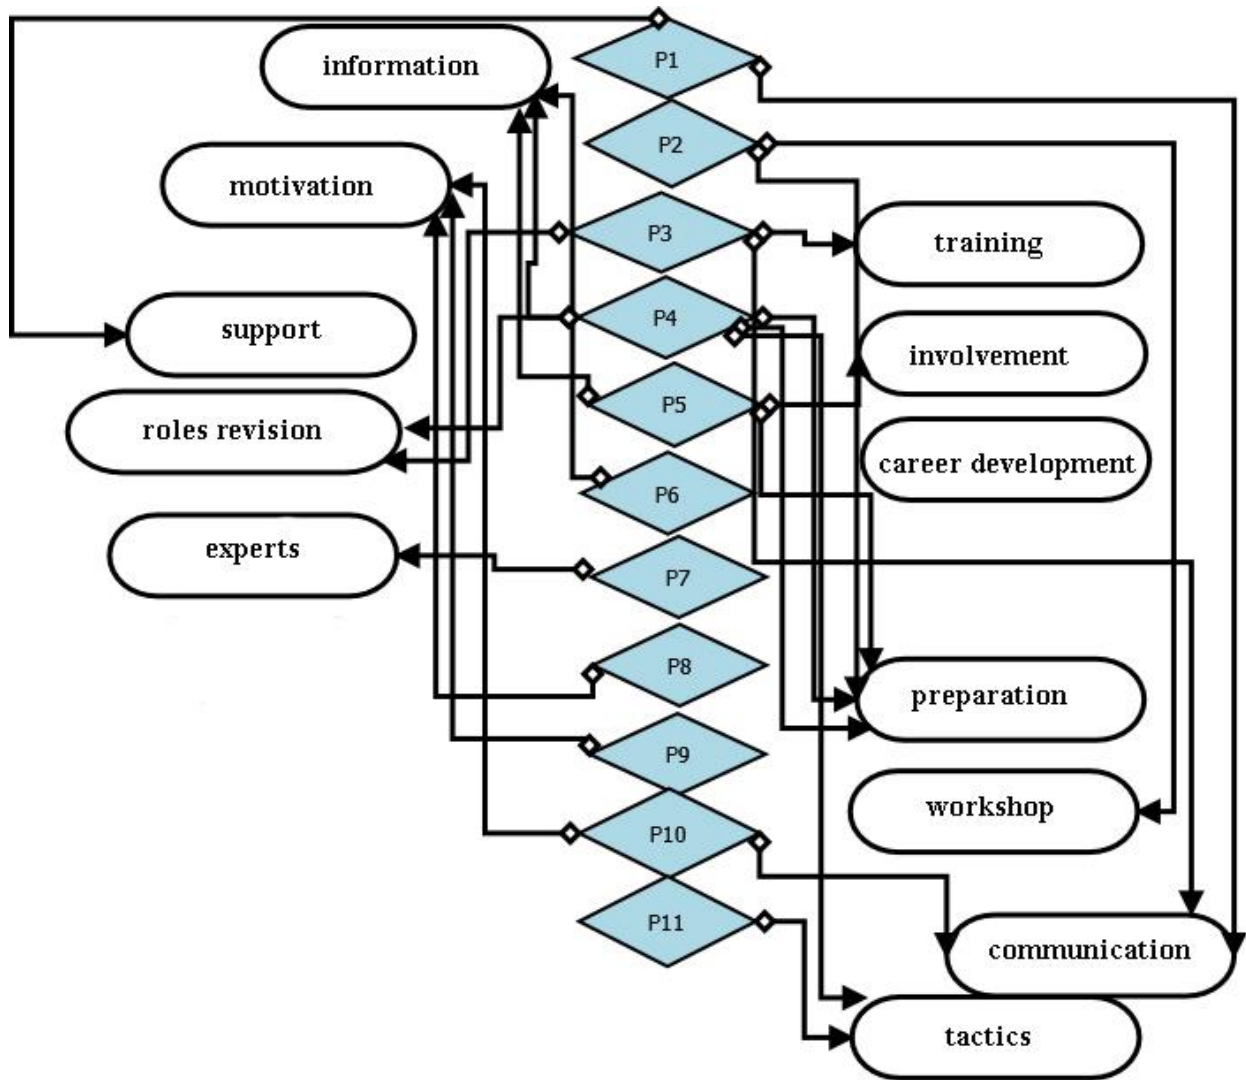 P1
information
P2
motivation
P3
training
P4
support
involvement
P5
roles revision
career development
P6
experts
P7
P8
preparation
P9
workshop
P10
P11
communication
tactics